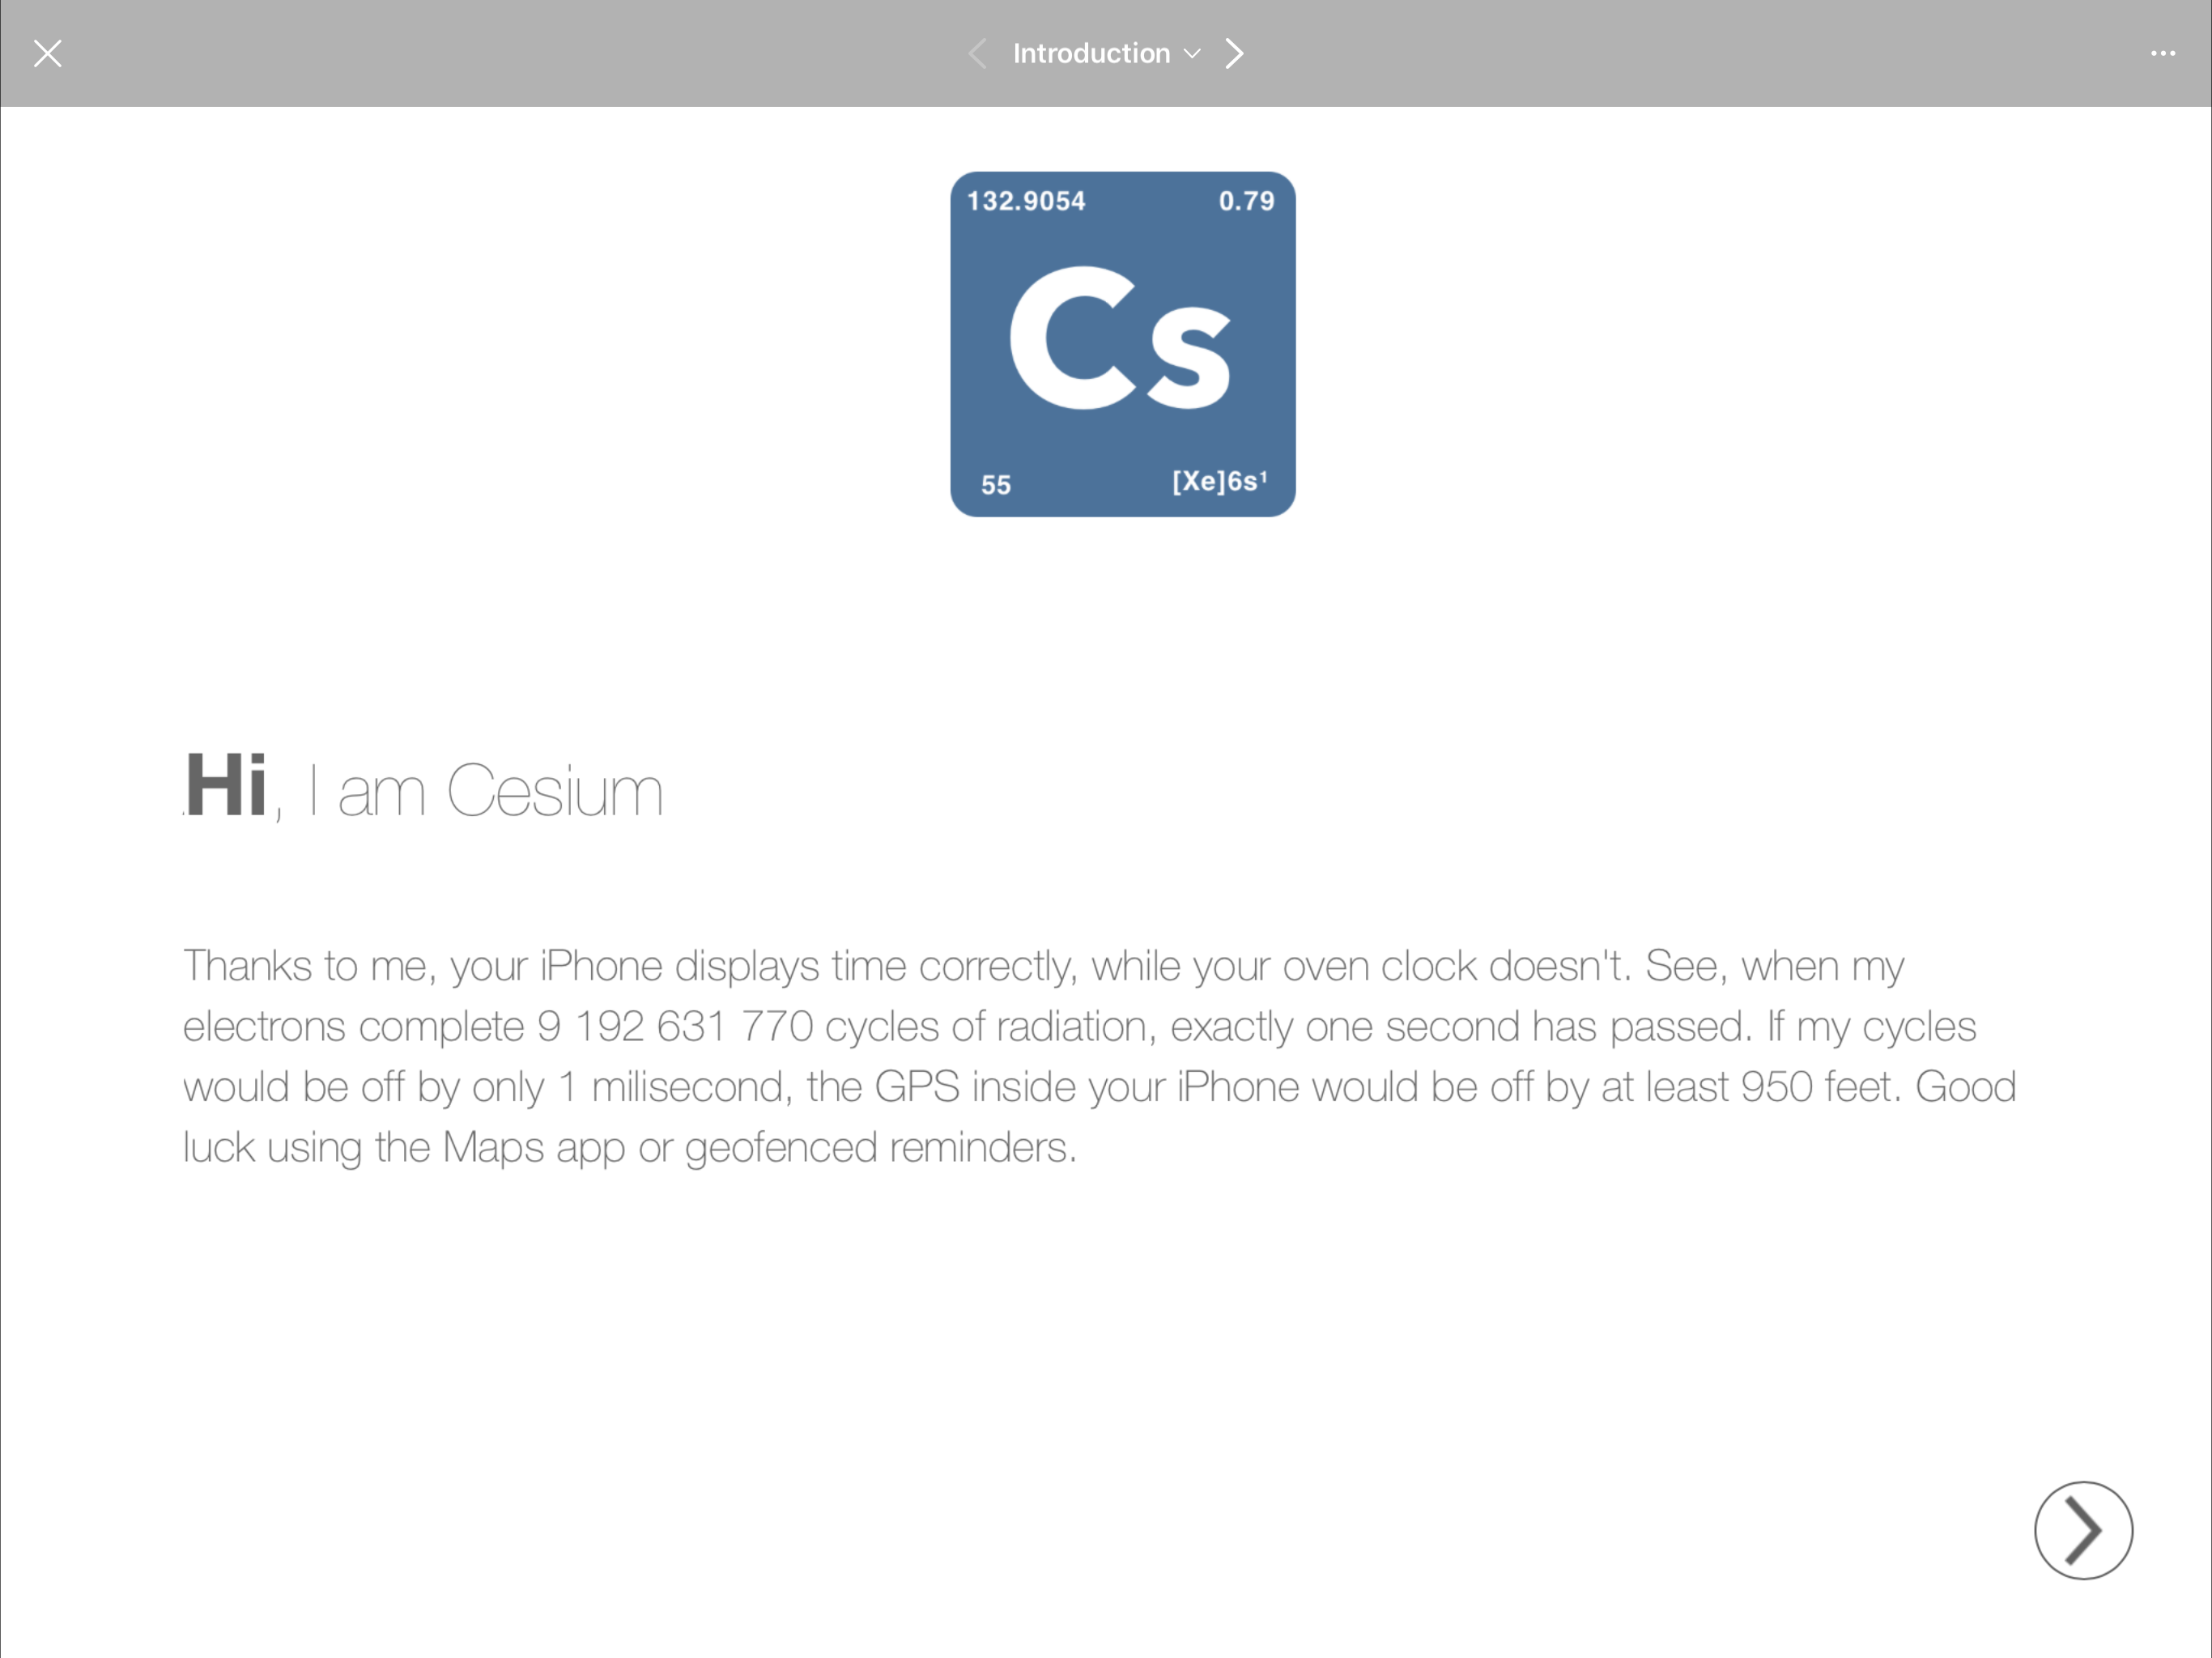 Introduction
132.9054 0.79
Cs
55 [Xe]6s¹
Hi, I am Cesium
Thanks to me, your iPhone displays time correctly, while your oven clock doesn't. See, when my
electrons complete 9 192 631 770 cycles of radiation, exactly one second has passed. If my cycles
would be off by only 1 milisecond, the GPS inside your iPhone would be off by at least 950 feet. Good
luck using the Maps app or geofenced reminders.